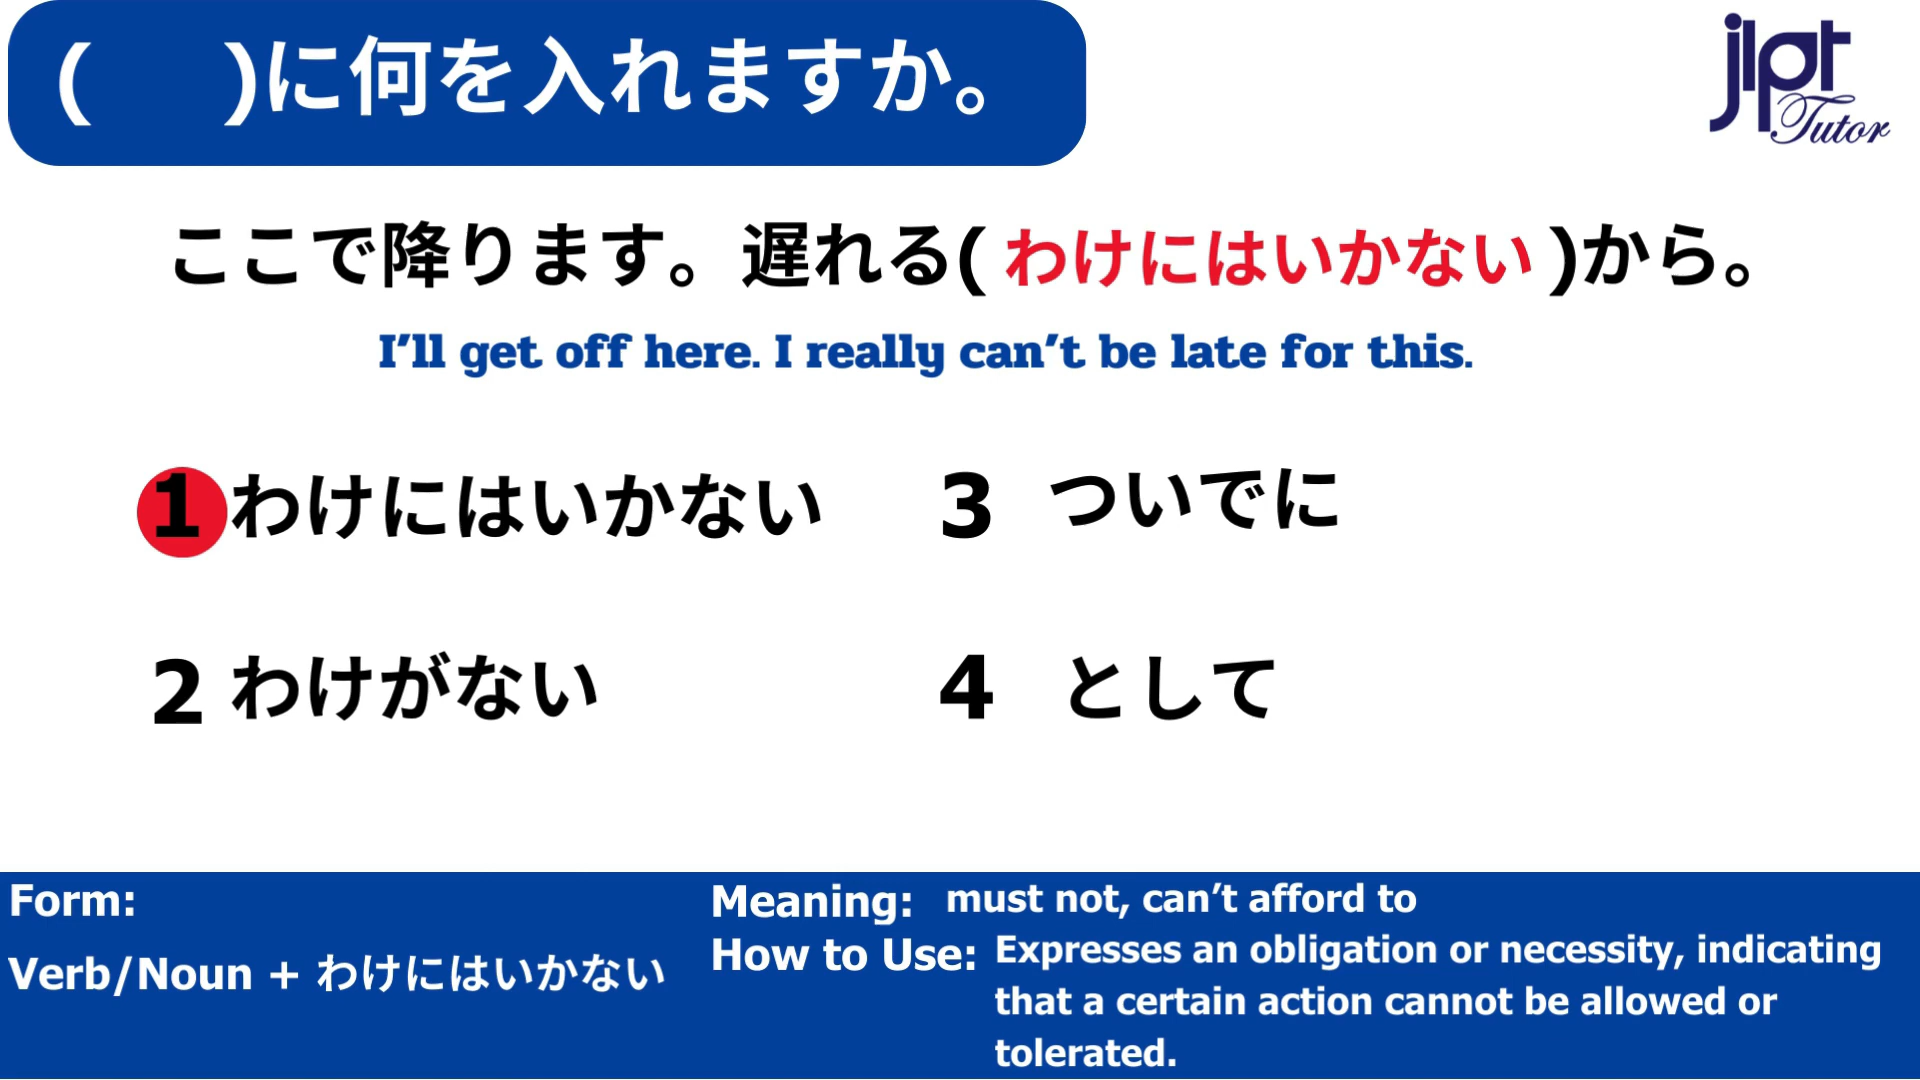 (　　)に何を入れますか。
jlpt
Tutor
ここで降ります。遅れる( わけにはいかない )から。
I'll get off here. I really can't be late for this.
1 わけにはいかない
3 ついでに
2 わけがない
4 として
Form:
Verb/Noun + わけにはいかない
Meaning: must not, can't afford to
How to Use: Expresses an obligation or necessity, indicating
that a certain action cannot be allowed or
tolerated.